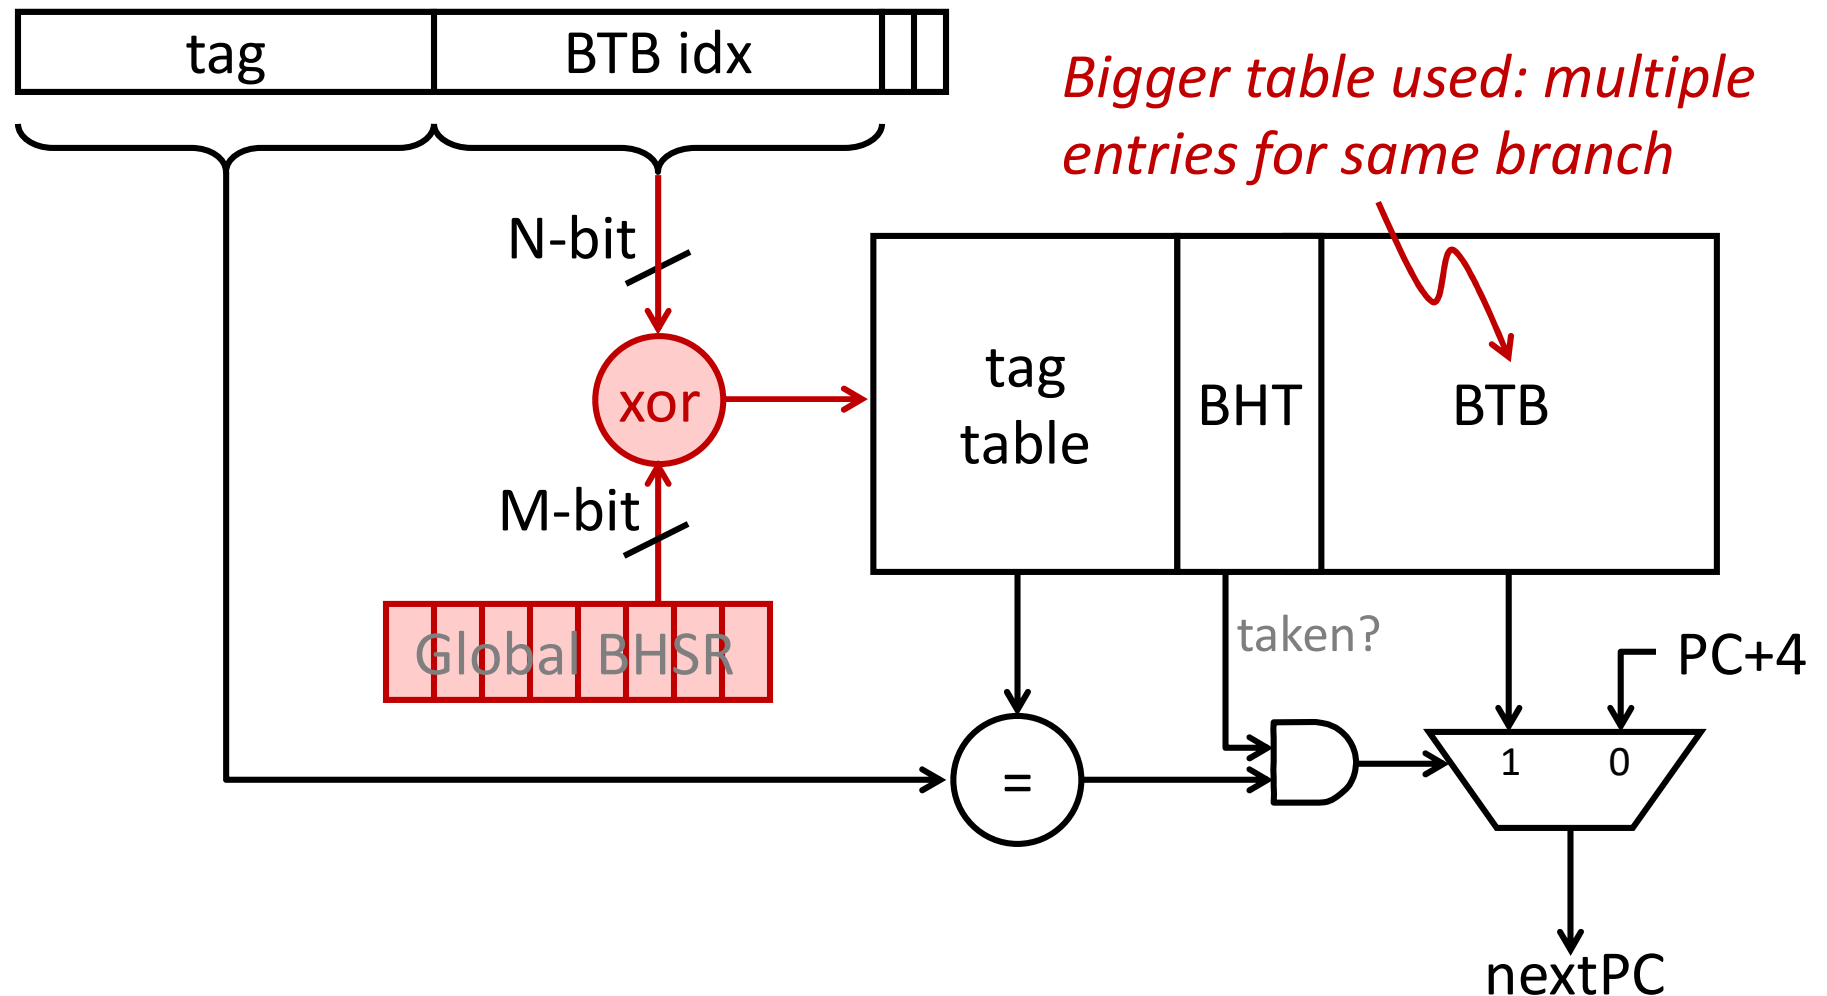 tag
BTB idx
Bigger table used: multiple
entries for same branch
N-bit
xor
M-bit
Global BHSR
tag
table
BHT
BTB
taken?
PC+4
=
1
0
nextPC